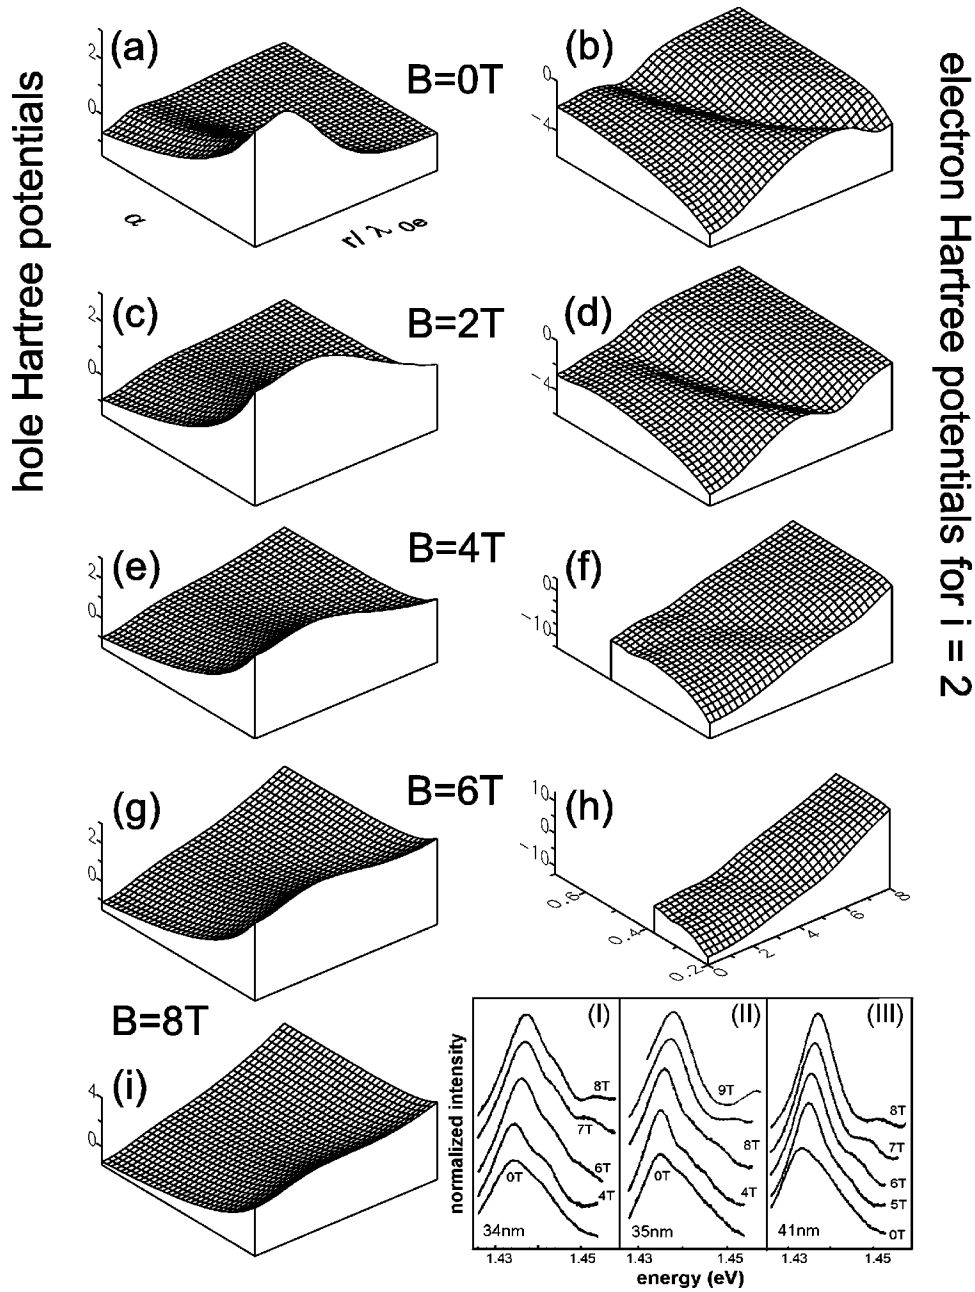 hole Hartree potentials
electron Hartree potentials for i = 2
(a)
2
0
α
r/ λ 0e
B=0T
(b)
0
-4
(c)
2
0
B=2T
(d)
0
-4
(e)
2
0
B=4T
(f)
0
-10
(g)
2
0
B=6T
(h)
10
0
-10
0.6
0.4
0.2
0
2
4
6
8
B=8T
(i)
4
0
normalized intensity
(I)
8T
7T
6T
4T
0T
34nm
1.43
1.45
(II)
9T
8T
4T
0T
35nm
1.43
1.45
(III)
8T
7T
6T
5T
0T
41nm
1.43
1.45
energy (eV)